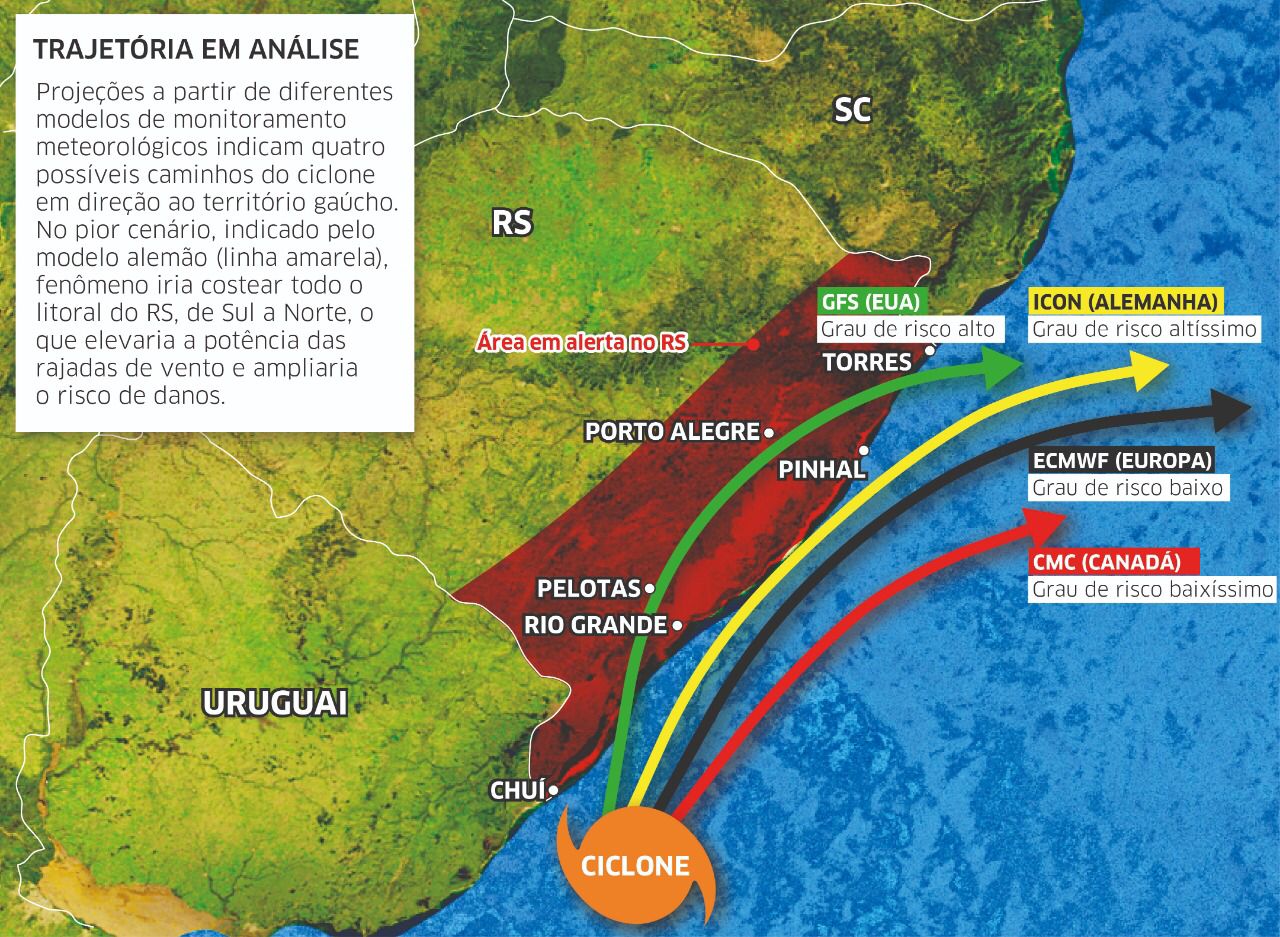 TRAJETÓRIA EM ANÁLISE
Projeções a partir de diferentes
modelos de monitoramento
meteorológicos indicam quatro
possíveis caminhos do ciclone
em direção ao território gaúcho.
No pior cenário, indicado pelo
modelo alemão (linha amarela),
fenômeno iria costear todo o
litoral do RS, de Sul a Norte, o
que elevaria a potência das
rajadas de vento e ampliaria
o risco de danos.
SC
RS
GFS (EUA)
Grau de risco alto
ICON (ALEMANHA)
Grau de risco altíssimo
Área em alerta no RS
TORRES
PORTO ALEGRE
PINHAL
ECMWF (EUROPA)
Grau de risco baixo
CMC (CANADÁ)
Grau de risco baixíssimo
PELOTAS
RIO GRANDE
URUGUAI
CHUÍ
CICLONE